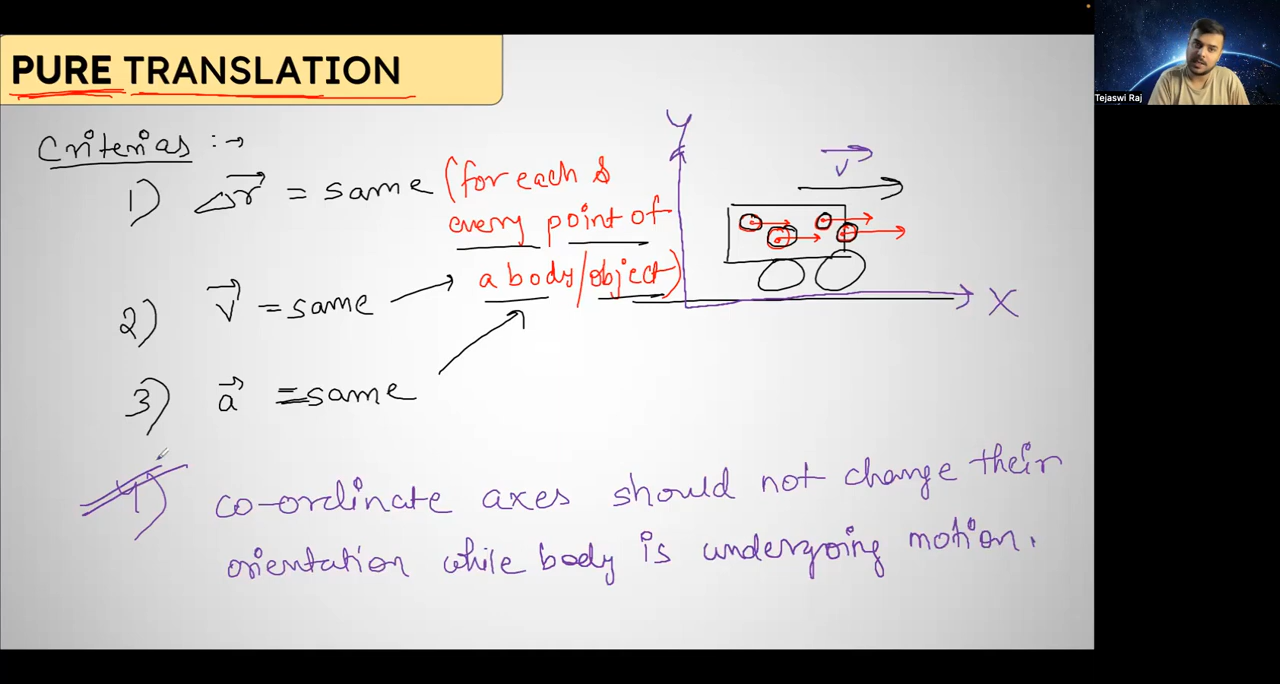 PURE TRANSLATION
Tejaswi Raj
Criterias :→
1) Δr⃗ = same (for each &
every point of
a body/object)
2) v⃗ = same
3) a⃗ = same
4) co-ordinate axes should not change their
orientation while body is undergoing motion.
Y
v⃗
X